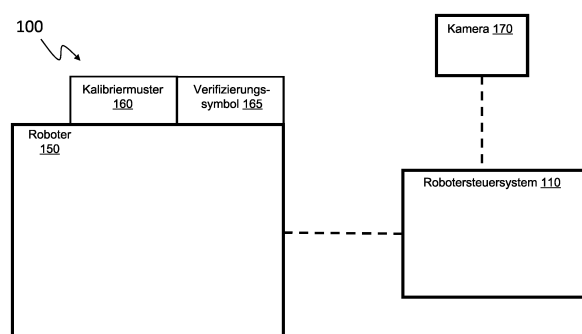 100
Kamera 170
Kalibriermuster
160
Verifizierungs-
symbol 165
Roboter
150
Robotersteuersystem 110